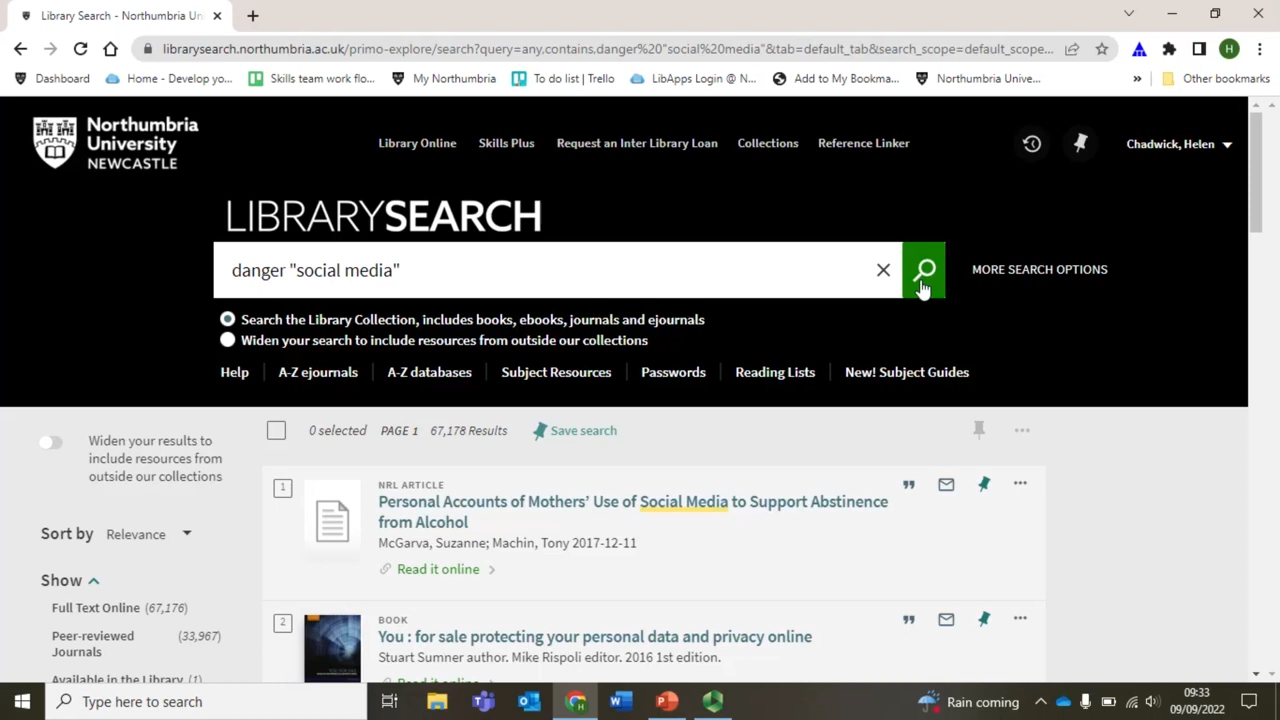 Library Search - Northumbria Un
librarysearch.northumbria.ac.uk/primo-explore/search?query=any,contains,danger%20"social%20media"&tab=default_tab&search_scope=default_scope...
H
Dashboard
Home - Develop yo...
Skills team work flo...
My Northumbria
To do list | Trello
LibApps Login @ N...
Add to My Bookma...
Northumbria Unive...
»
Other bookmarks
Northumbria
University
NEWCASTLE
Library Online
Skills Plus
Request an Inter Library Loan
Collections
Reference Linker
Chadwick, Helen
LIBRARYSEARCH
danger "social media"
MORE SEARCH OPTIONS
Search the Library Collection, includes books, ebooks, journals and ejournals
Widen your search to include resources from outside our collections
Help
A-Z ejournals
A-Z databases
Subject Resources
Passwords
Reading Lists
New! Subject Guides
Widen your results to
include resources from
outside our collections
0 selected
PAGE 1
67,178 Results
Save search
Sort by
Relevance
Show
Full Text Online (67,176)
Peer-reviewed (33,967)
Journals
Available in the Library (1)
1
NRL ARTICLE
Personal Accounts of Mothers' Use of Social Media to Support Abstinence
from Alcohol
McGarva, Suzanne; Machin, Tony 2017-12-11
Read it online
2
BOOK
You : for sale protecting your personal data and privacy online
Stuart Sumner author. Mike Rispoli editor. 2016 1st edition.
Read it online
Type here to search
Rain coming
09:33
09/09/2022